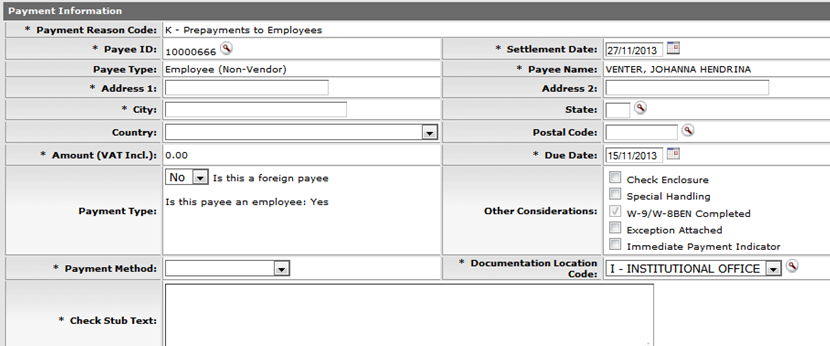 Payment Information
* Payment Reason Code: K - Prepayments to Employees
* Payee ID: 10000666 * Settlement Date: 27/11/2013
Payee Type: Employee (Non-Vendor) * Payee Name: VENTER, JOHANNA HENDRINA
* Address 1: Address 2:
* City: State:
Country: Postal Code:
* Amount (VAT Incl.): 0.00 * Due Date: 15/11/2013
Payment Type: No Is this a foreign payee
Is this payee an employee: Yes
Other Considerations: Check Enclosure
Special Handling
W-9/W-8BEN Completed
Exception Attached
Immediate Payment Indicator
* Payment Method: * Documentation Location
Code: I - INSTITUTIONAL OFFICE
* Check Stub Text: